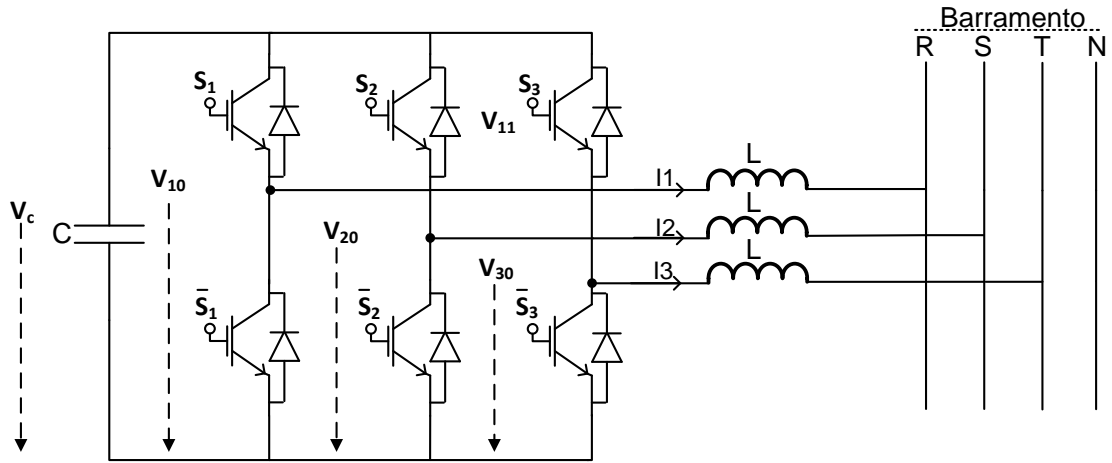 Barramento
R S T N
S1 S2 S3
V11
V10
I1 L
Vc C
V20
I2 L
V30
I3 L
S̄1 S̄2 S̄3